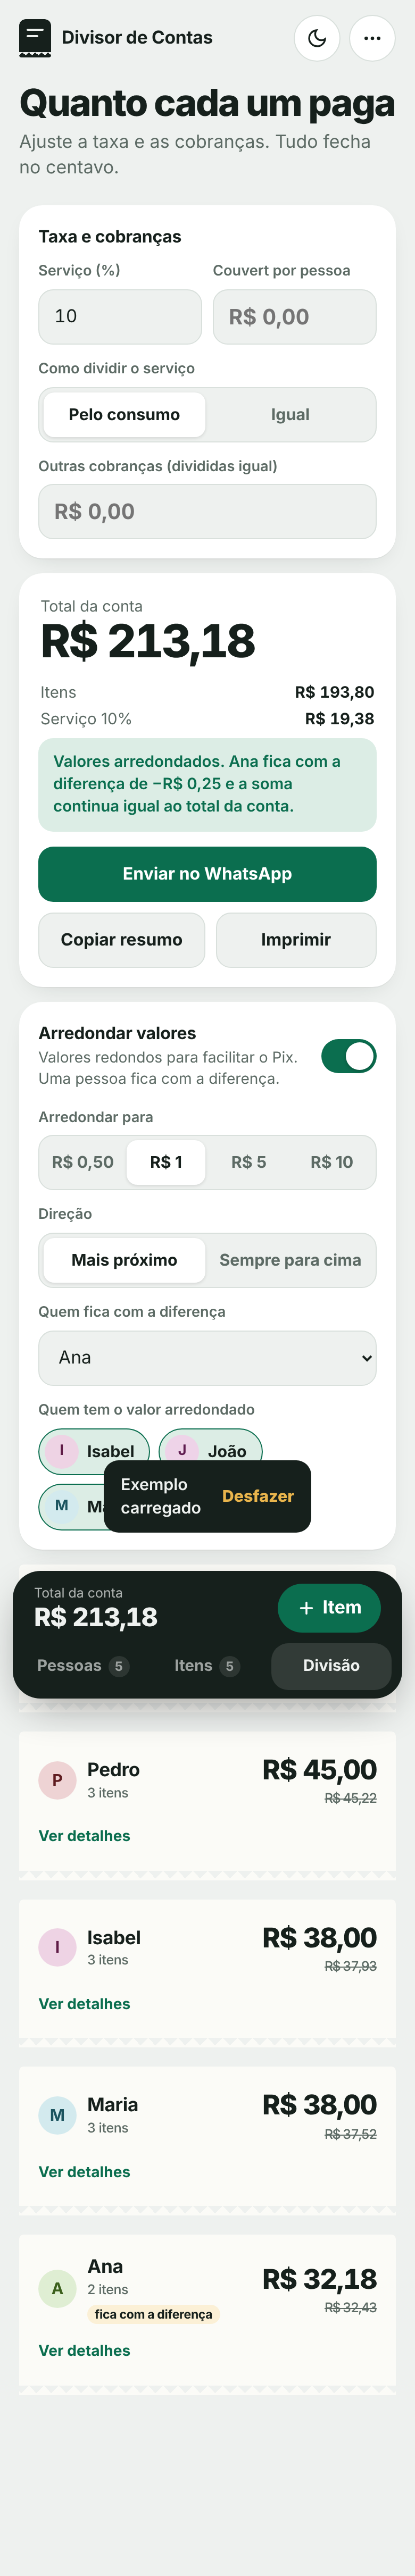 Divisor de Contas
Quanto cada um paga
Ajuste a taxa e as cobranças. Tudo fecha
no centavo.
Taxa e cobranças
Serviço (%)
Couvert por pessoa
10
R$ 0,00
Como dividir o serviço
Pelo consumo
Igual
Outras cobranças (divididas igual)
R$ 0,00
Total da conta
R$ 213,18
Itens
R$ 193,80
Serviço 10%
R$ 19,38
Valores arredondados. Ana fica com a
diferença de −R$ 0,25 e a soma
continua igual ao total da conta.
Enviar no WhatsApp
Copiar resumo
Imprimir
Arredondar valores
Valores redondos para facilitar o Pix.
Uma pessoa fica com a diferença.
Arredondar para
R$ 0,50
R$ 1
R$ 5
R$ 10
Direção
Mais próximo
Sempre para cima
Quem fica com a diferença
Ana
Quem tem o valor arredondado
I
Isabel
J
João
M
Exemplo
carregado
Desfazer
Total da conta
R$ 213,18
+ Item
Pessoas 5
Itens 5
Divisão
P
Pedro
3 itens
R$ 45,00
R$ 45,22
Ver detalhes
I
Isabel
3 itens
R$ 38,00
R$ 37,93
Ver detalhes
M
Maria
3 itens
R$ 38,00
R$ 37,52
Ver detalhes
A
Ana
2 itens
fica com a diferença
R$ 32,18
R$ 32,43
Ver detalhes